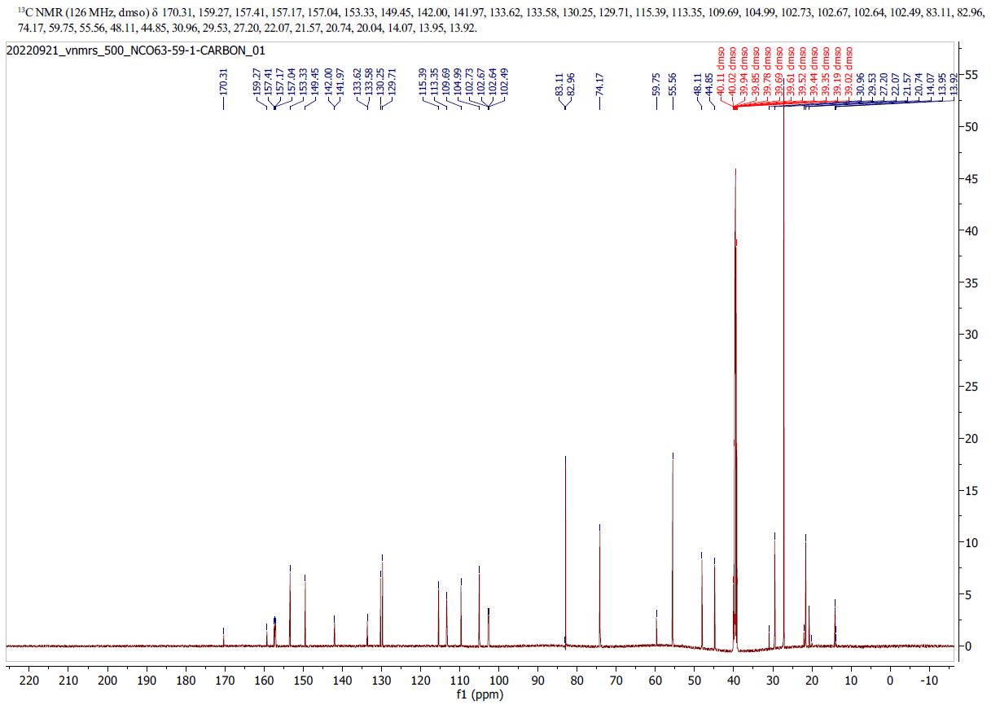 ¹³C NMR (126 MHz, dmso) δ 170.31, 159.27, 157.41, 157.17, 157.04, 153.33, 149.45, 142.00, 141.97, 133.62, 133.58, 130.25, 129.71, 115.39, 113.35, 109.69, 104.99, 102.73, 102.67, 102.64, 102.49, 83.11, 82.96,
74.17, 59.75, 55.56, 48.11, 44.85, 30.96, 29.53, 27.20, 22.07, 21.57, 20.74, 20.04, 14.07, 13.95, 13.92.
20220921_vnmrs_500_NCO63-59-1-CARBON_01
170.31
159.27
157.41
157.17
157.04
153.33
149.45
142.00
141.97
133.62
133.58
130.25
129.71
115.39
113.35
109.69
104.99
102.73
102.67
102.64
102.49
83.11
82.96
74.17
59.75
55.56
48.11
44.85
40.11 dmso
40.02 dmso
39.94 dmso
39.85 dmso
39.78 dmso
39.69 dmso
39.61 dmso
39.52 dmso
39.44 dmso
39.35 dmso
39.19 dmso
39.02 dmso
30.96
29.53
27.20
22.07
21.57
20.74
14.07
13.95
13.92
55
50
45
40
35
30
25
20
15
10
5
0
220 210 200 190 180 170 160 150 140 130 120 110 100 90 80 70 60 50 40 30 20 10 0 -10
f1 (ppm)